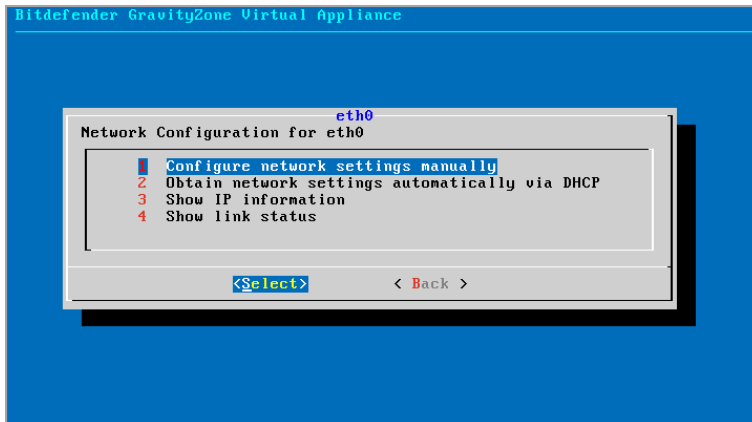 Bitdefender GravityZone Virtual Appliance
eth0
Network Configuration for eth0
1 Configure network settings manually
2 Obtain network settings automatically via DHCP
3 Show IP information
4 Show link status
<Select> < Back >